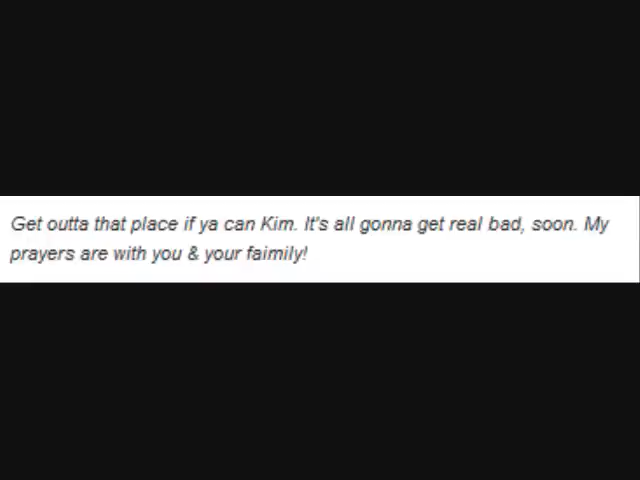 Get outta that place if ya can Kim. It's all gonna get real bad, soon. My
prayers are with you & your faimily!